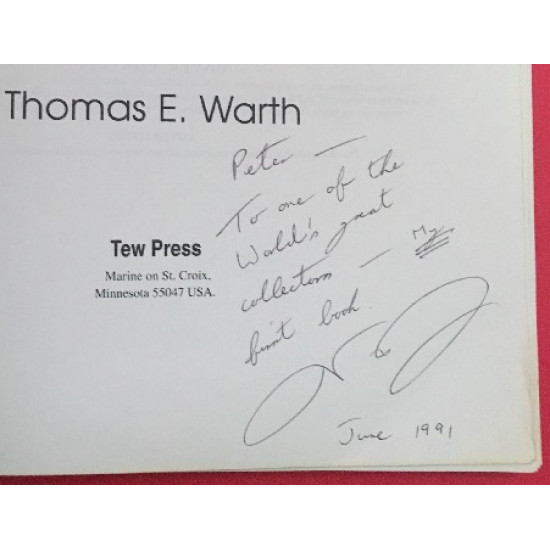 Thomas E. Warth
Tew Press
Marine on St. Croix,
Minnesota 55047 USA.
Peter —
To one of the
World's great
collectors — My
first book.
June 1991